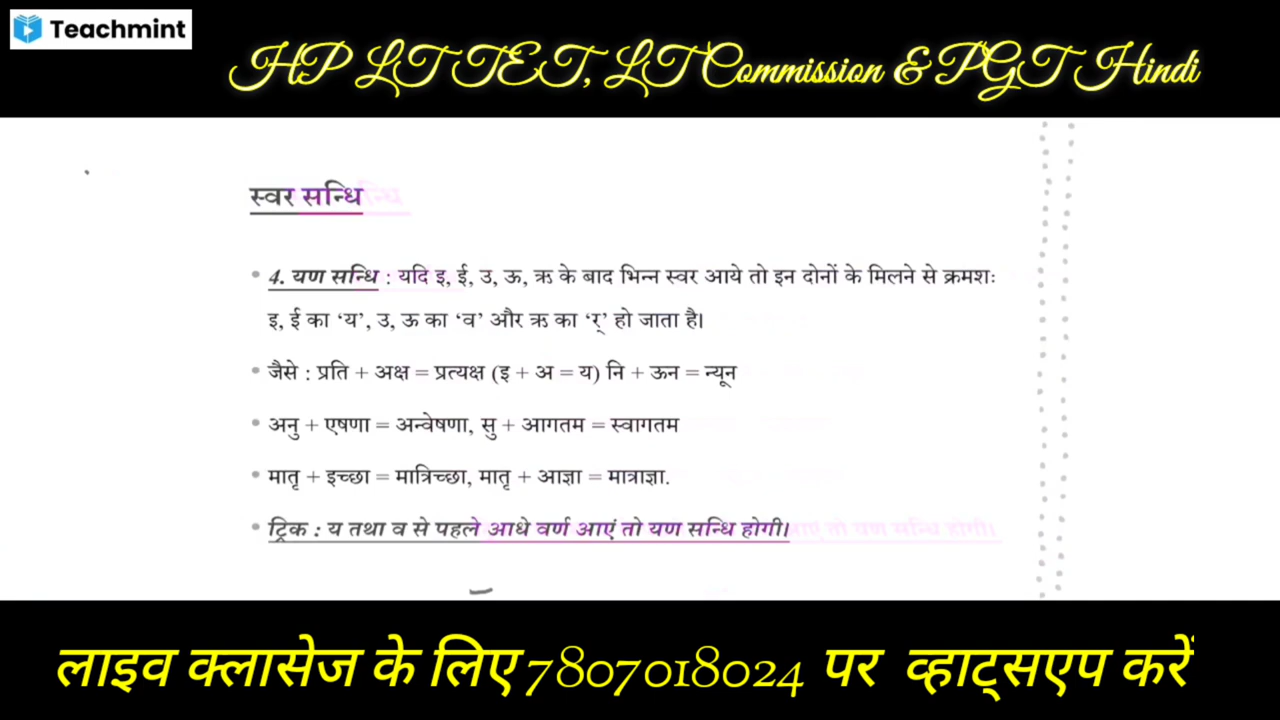 Teachmint
HP LT TET, LT Commission & PGT Hindi
स्वर सन्धि
• 4. यण सन्धि : यदि इ, ई, उ, ऊ, ऋ के बाद भिन्न स्वर आये तो इन दोनों के मिलने से क्रमशः
इ, ई का ‘य’, उ, ऊ का ‘व’ और ऋ का ‘र्’ हो जाता है।
• जैसे : प्रति + अक्ष = प्रत्यक्ष (इ + अ = य) नि + ऊन = न्यून
• अनु + एषणा = अन्वेषणा, सु + आगतम = स्वागतम
• मातृ + इच्छा = मात्रिच्छा, मातृ + आज्ञा = मात्राज्ञा.
• ट्रिक : य तथा व से पहले आधे वर्ण आएं तो यण सन्धि होगी।
लाइव क्लासेज के लिए 7807018024 पर व्हाट्सएप करें